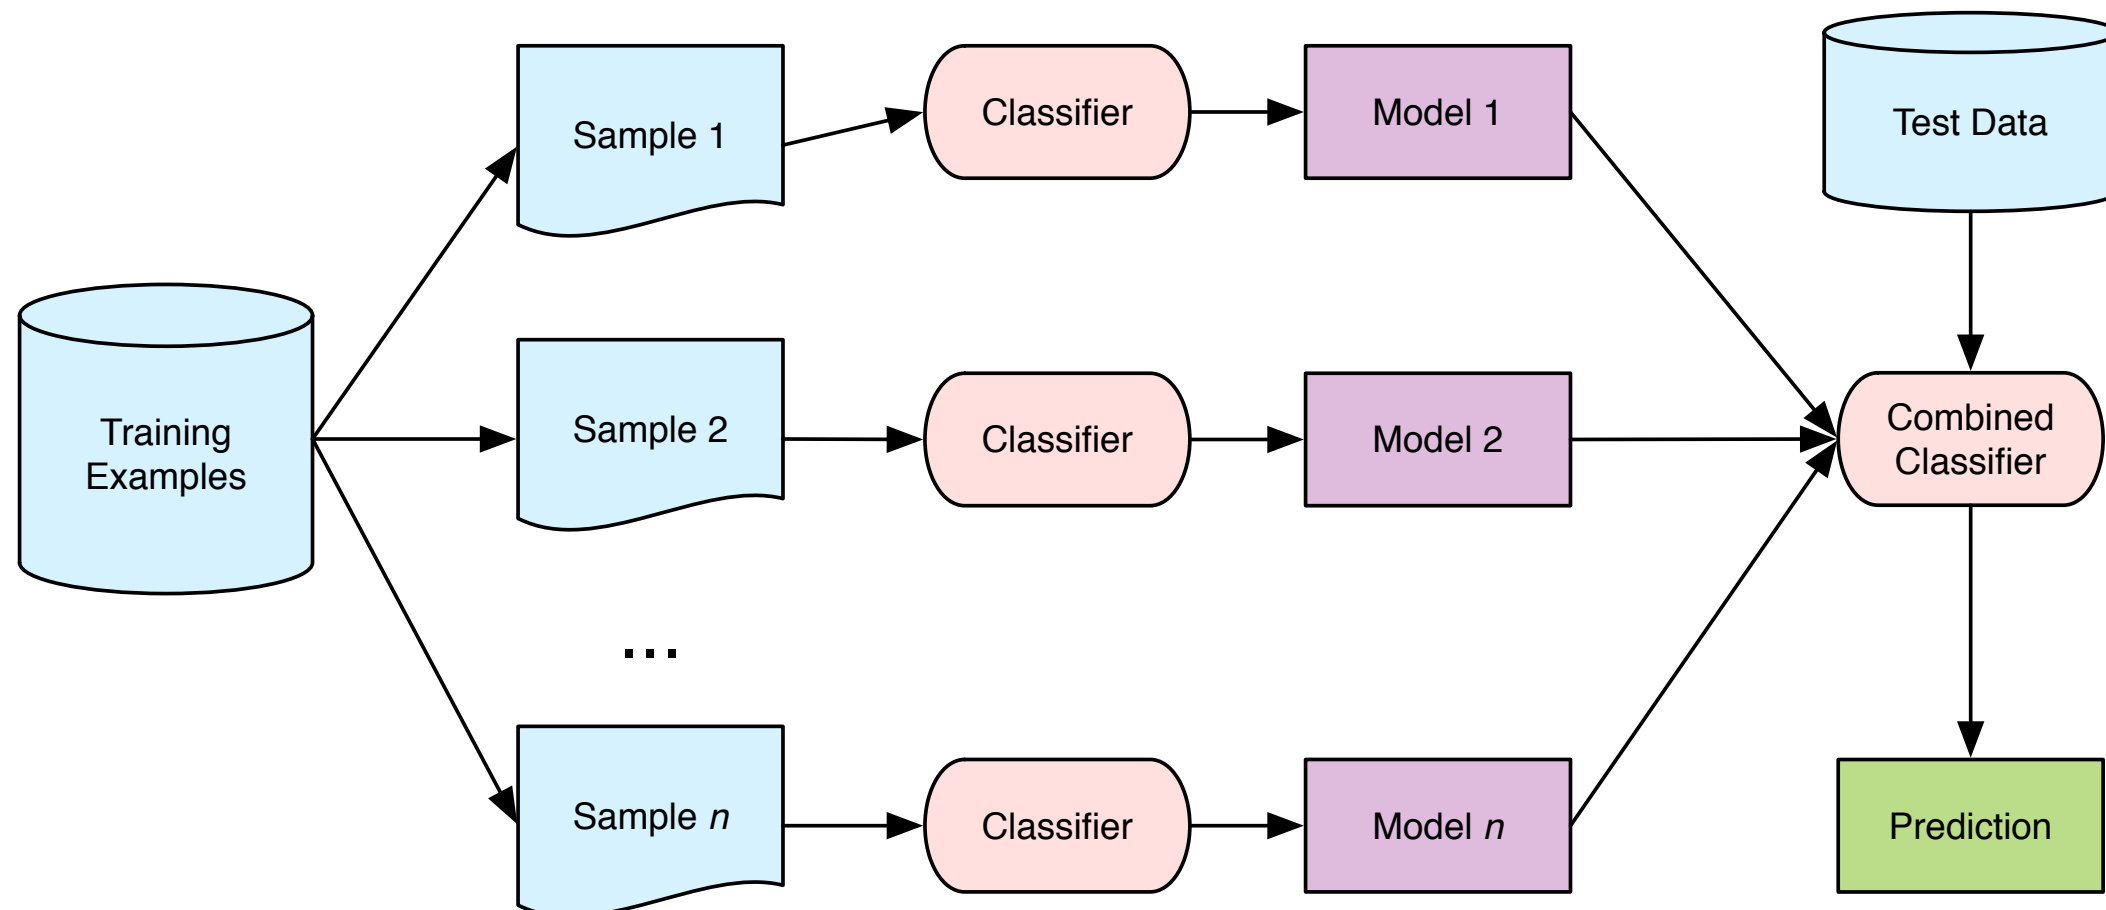 Sample 1
Classifier
Model 1
Test Data
Training
Examples
Sample 2
Classifier
Model 2
Combined
Classifier
...
Sample n
Classifier
Model n
Prediction